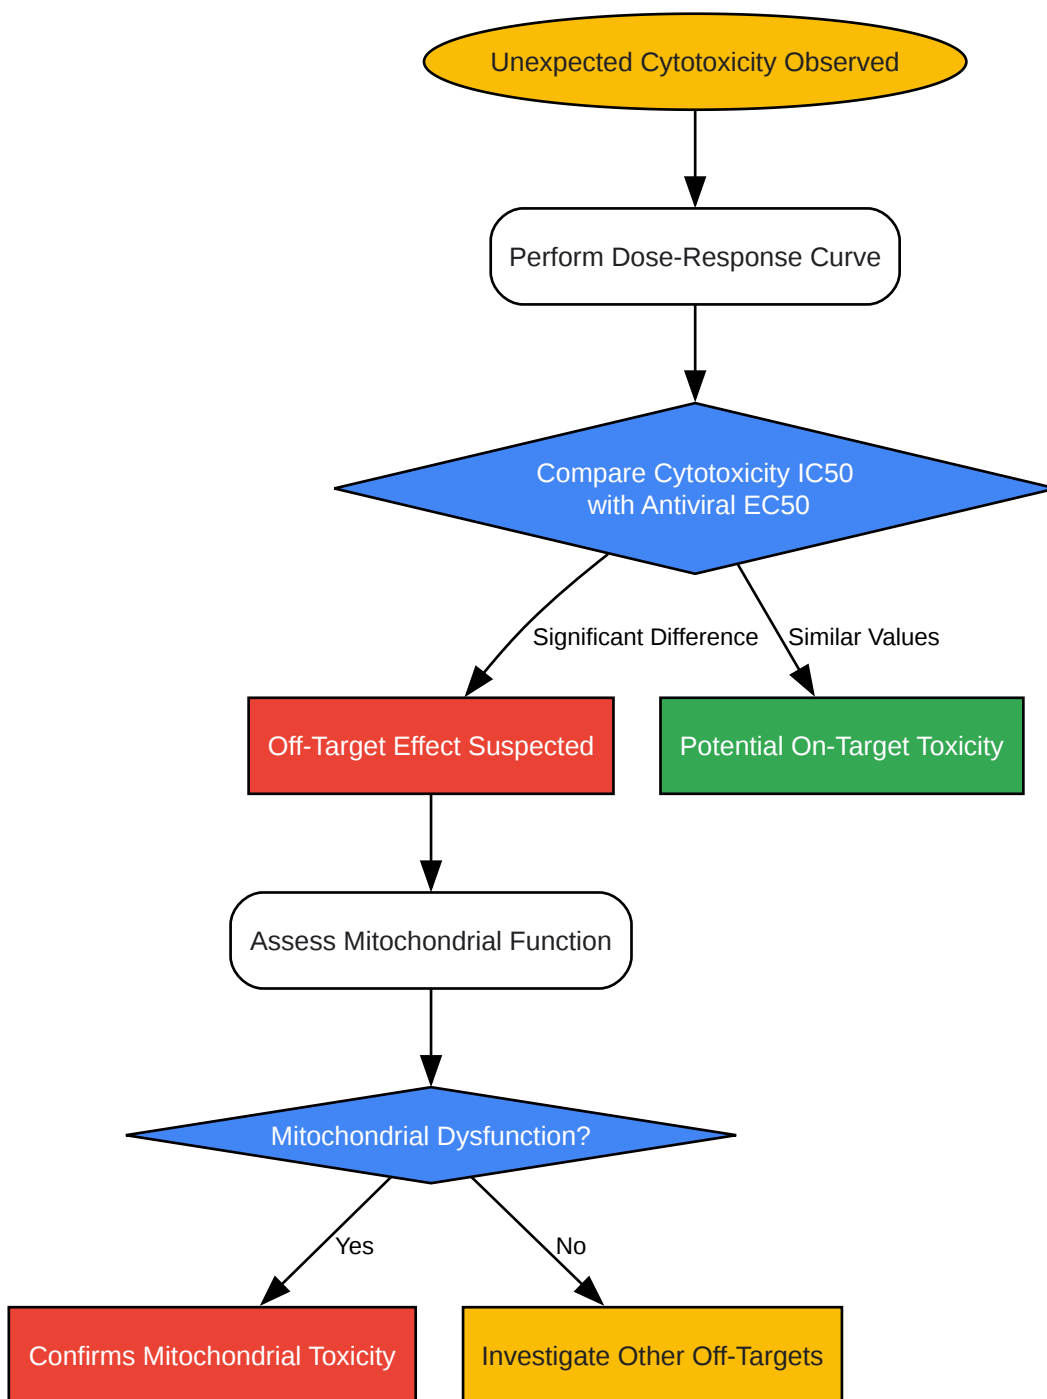 Unexpected Cytotoxicity Observed
Perform Dose-Response Curve
Compare Cytotoxicity IC50
with Antiviral EC50
Significant Difference
Similar Values
Off-Target Effect Suspected
Potential On-Target Toxicity
Assess Mitochondrial Function
Mitochondrial Dysfunction?
Yes
No
Confirms Mitochondrial Toxicity
Investigate Other Off-Targets